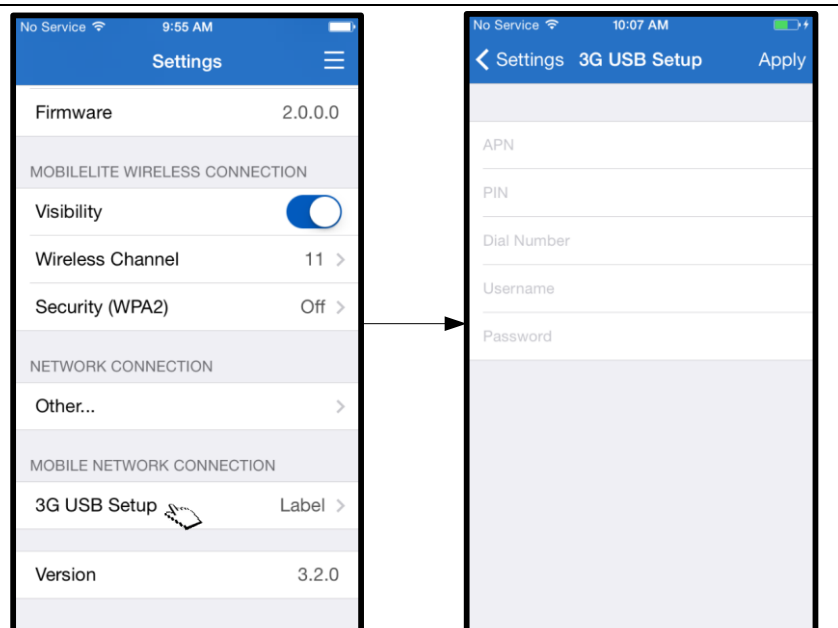 No Service 9:55 AM
Settings
Firmware 2.0.0.0
MOBILELITE WIRELESS CONNECTION
Visibility
Wireless Channel 11
Security (WPA2) Off
NETWORK CONNECTION
Other...
MOBILE NETWORK CONNECTION
3G USB Setup Label
Version 3.2.0
No Service 10:07 AM
Settings 3G USB Setup Apply
APN
PIN
Dial Number
Username
Password